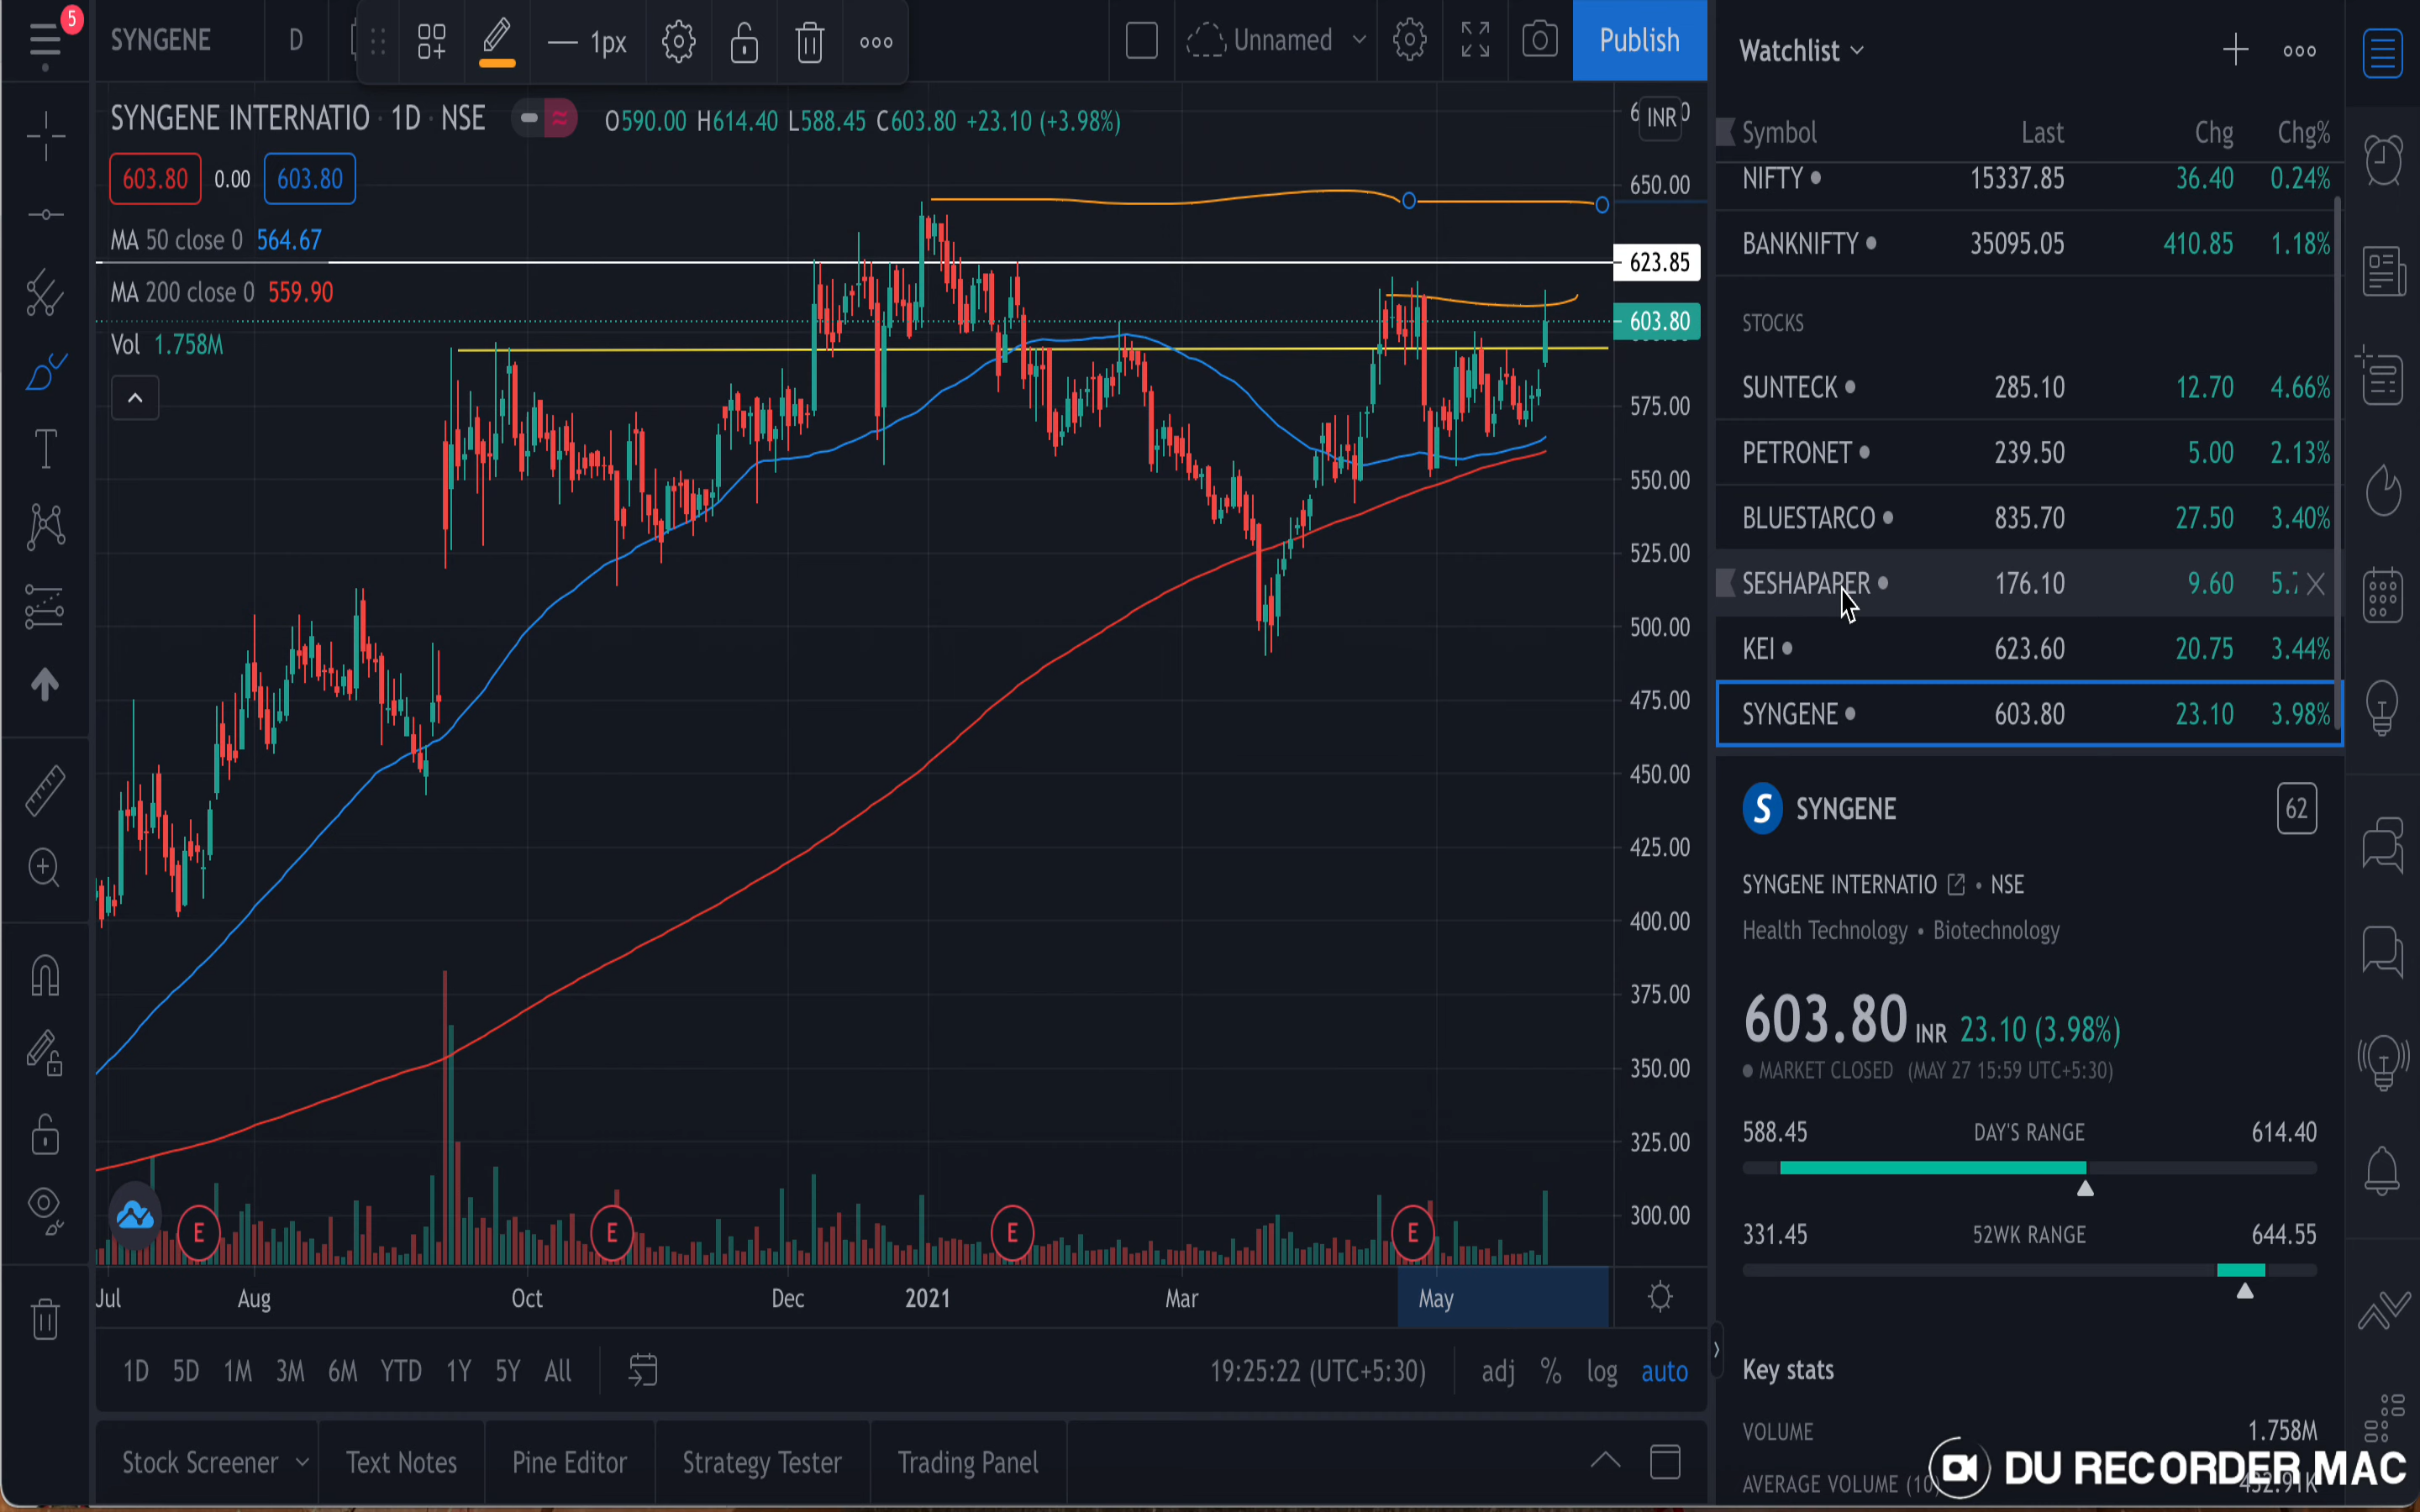 5
SYNGENE
D
1px
Unnamed
Publish
SYNGENE INTERNATIO · 1D · NSE
O590.00 H614.40 L588.45 C603.80 +23.10 (+3.98%)
603.80 0.00 603.80
MA 50 close 0 564.67
MA 200 close 0 559.90
Vol 1.758M
INR
650.00
623.85
603.80
575.00
550.00
525.00
500.00
475.00
450.00
425.00
400.00
375.00
350.00
325.00
300.00
E E E E
Jul Aug Oct Dec 2021 Mar May
1D 5D 1M 3M 6M YTD 1Y 5Y All
19:25:22 (UTC+5:30) adj % log auto
Stock Screener Text Notes Pine Editor Strategy Tester Trading Panel
Watchlist
Symbol Last Chg Chg%
NIFTY 15337.85 36.40 0.24%
BANKNIFTY 35095.05 410.85 1.18%
STOCKS
SUNTECK 285.10 12.70 4.66%
PETRONET 239.50 5.00 2.13%
BLUESTARCO 835.70 27.50 3.40%
SESHAPAPER 176.10 9.60
KEI 623.60 20.75 3.44%
SYNGENE 603.80 23.10 3.98%
SYNGENE
62
SYNGENE INTERNATIO • NSE
Health Technology • Biotechnology
603.80 INR 23.10 (3.98%)
MARKET CLOSED (MAY 27 15:59 UTC+5:30)
588.45 DAY'S RANGE 614.40
331.45 52WK RANGE 644.55
Key stats
VOLUME 1.758M
AVERAGE VOLUME (10)
DU RECORDER MAC